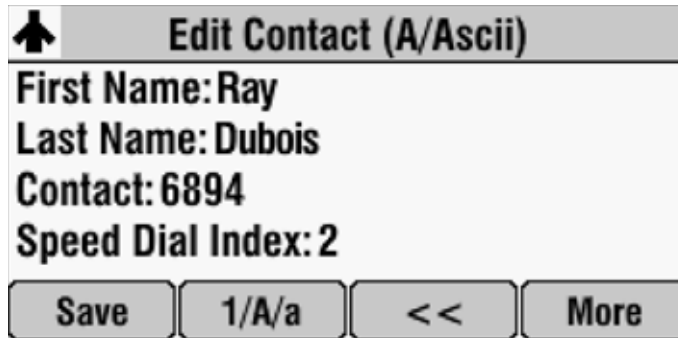 Edit Contact (A/Ascii)
First Name: Ray
Last Name: Dubois
Contact: 6894
Speed Dial Index: 2
Save 1/A/a << More